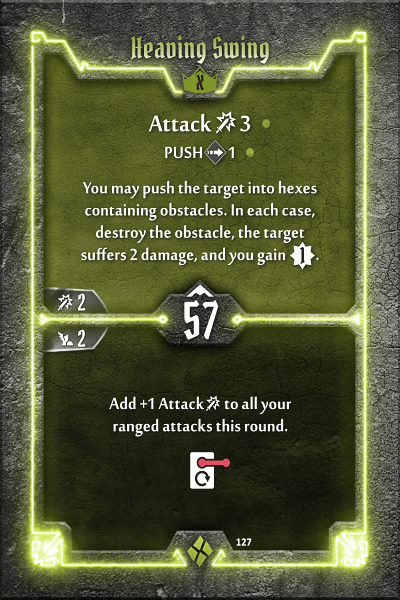 Heaving Swing
X
Attack 3
PUSH 1
You may push the target into hexes
containing obstacles. In each case,
destroy the obstacle, the target
suffers 2 damage, and you gain 1.
2
57
2
Add +1 Attack to all your
ranged attacks this round.
127